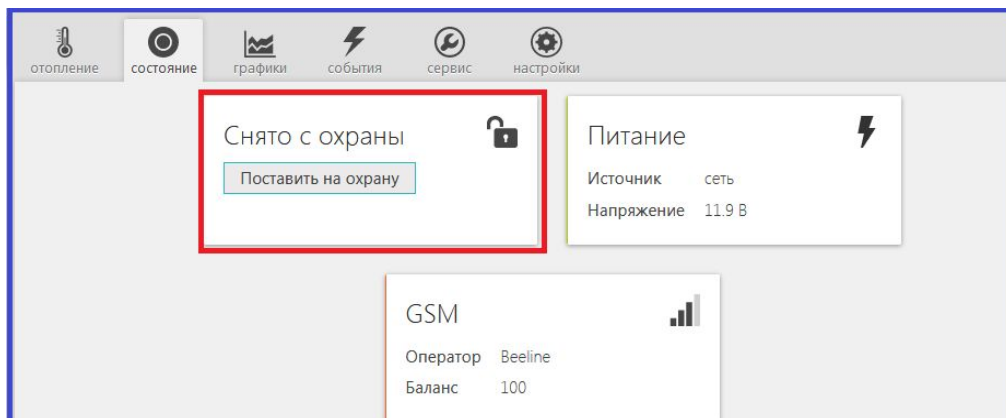 отопление состояние графики события сервис настройки
Снято с охраны
Поставить на охрану
Питание
Источник сеть
Напряжение 11.9 В
GSM
Оператор Beeline
Баланс 100